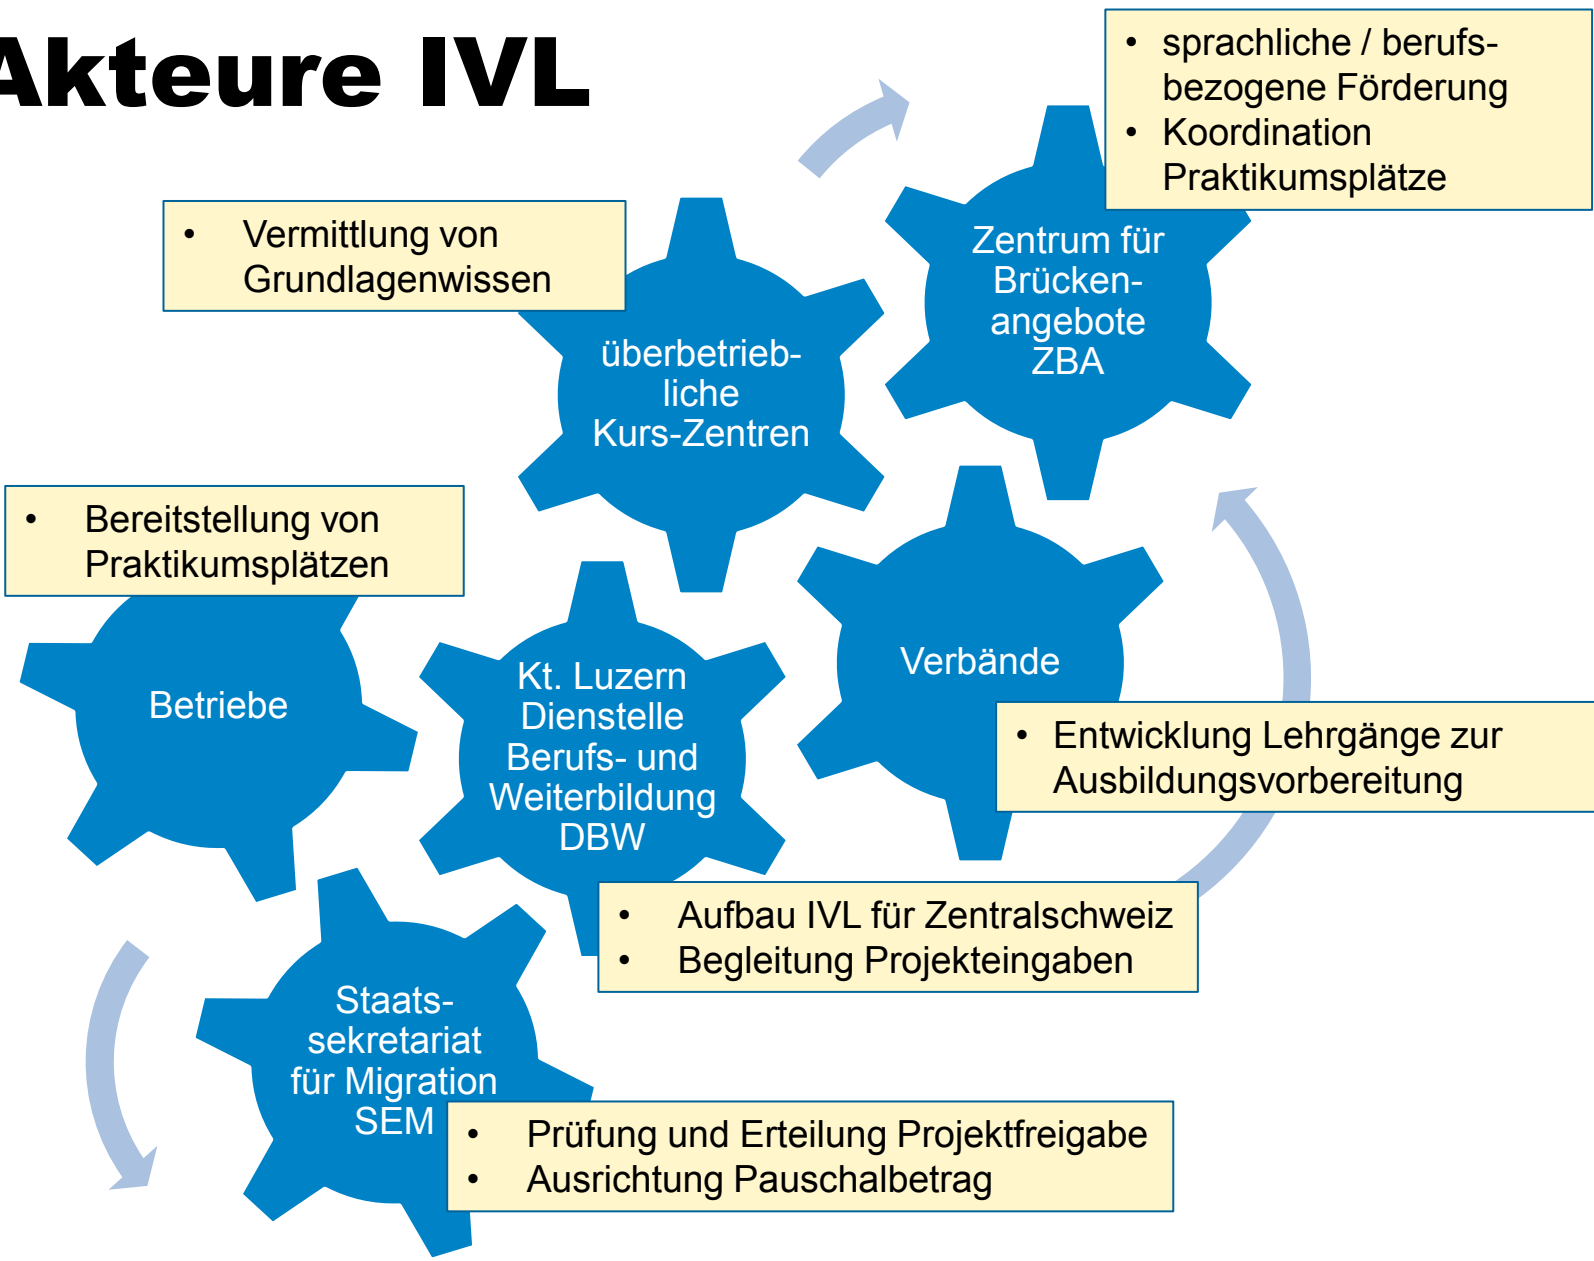 Akteure IVL
• sprachliche / berufs-
bezogene Förderung
• Koordination
Praktikumsplätze
Zentrum für
Brücken-
angebote
ZBA
• Vermittlung von
Grundlagenwissen
überbetrieb-
liche
Kurs-Zentren
• Bereitstellung von
Praktikumsplätzen
Betriebe
Kt. Luzern
Dienstelle
Berufs- und
Weiterbildung
DBW
Verbände
• Entwicklung Lehrgänge zur
Ausbildungsvorbereitung
• Aufbau IVL für Zentralschweiz
• Begleitung Projekteingaben
Staats-
sekretariat
für Migration
SEM
• Prüfung und Erteilung Projektfreigabe
• Ausrichtung Pauschalbetrag